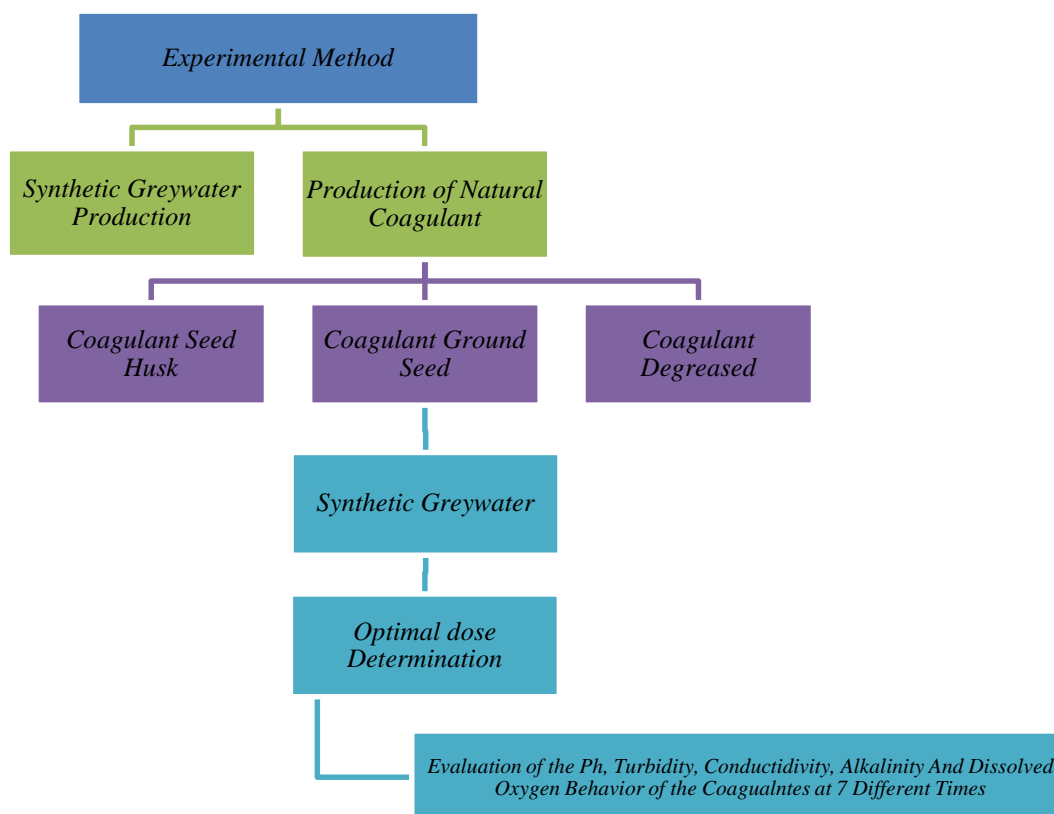 Experimental Method
Synthetic Greywater
Production
Production of Natural
Coagulant
Coagulant Seed
Husk
Coagulant Ground
Seed
Coagulant
Degreased
Synthetic Greywater
Optimal dose
Determination
Evaluation of the Ph, Turbidity, Conductidivity, Alkalinity And Dissolved
Oxygen Behavior of the Coagualntes at 7 Different Times